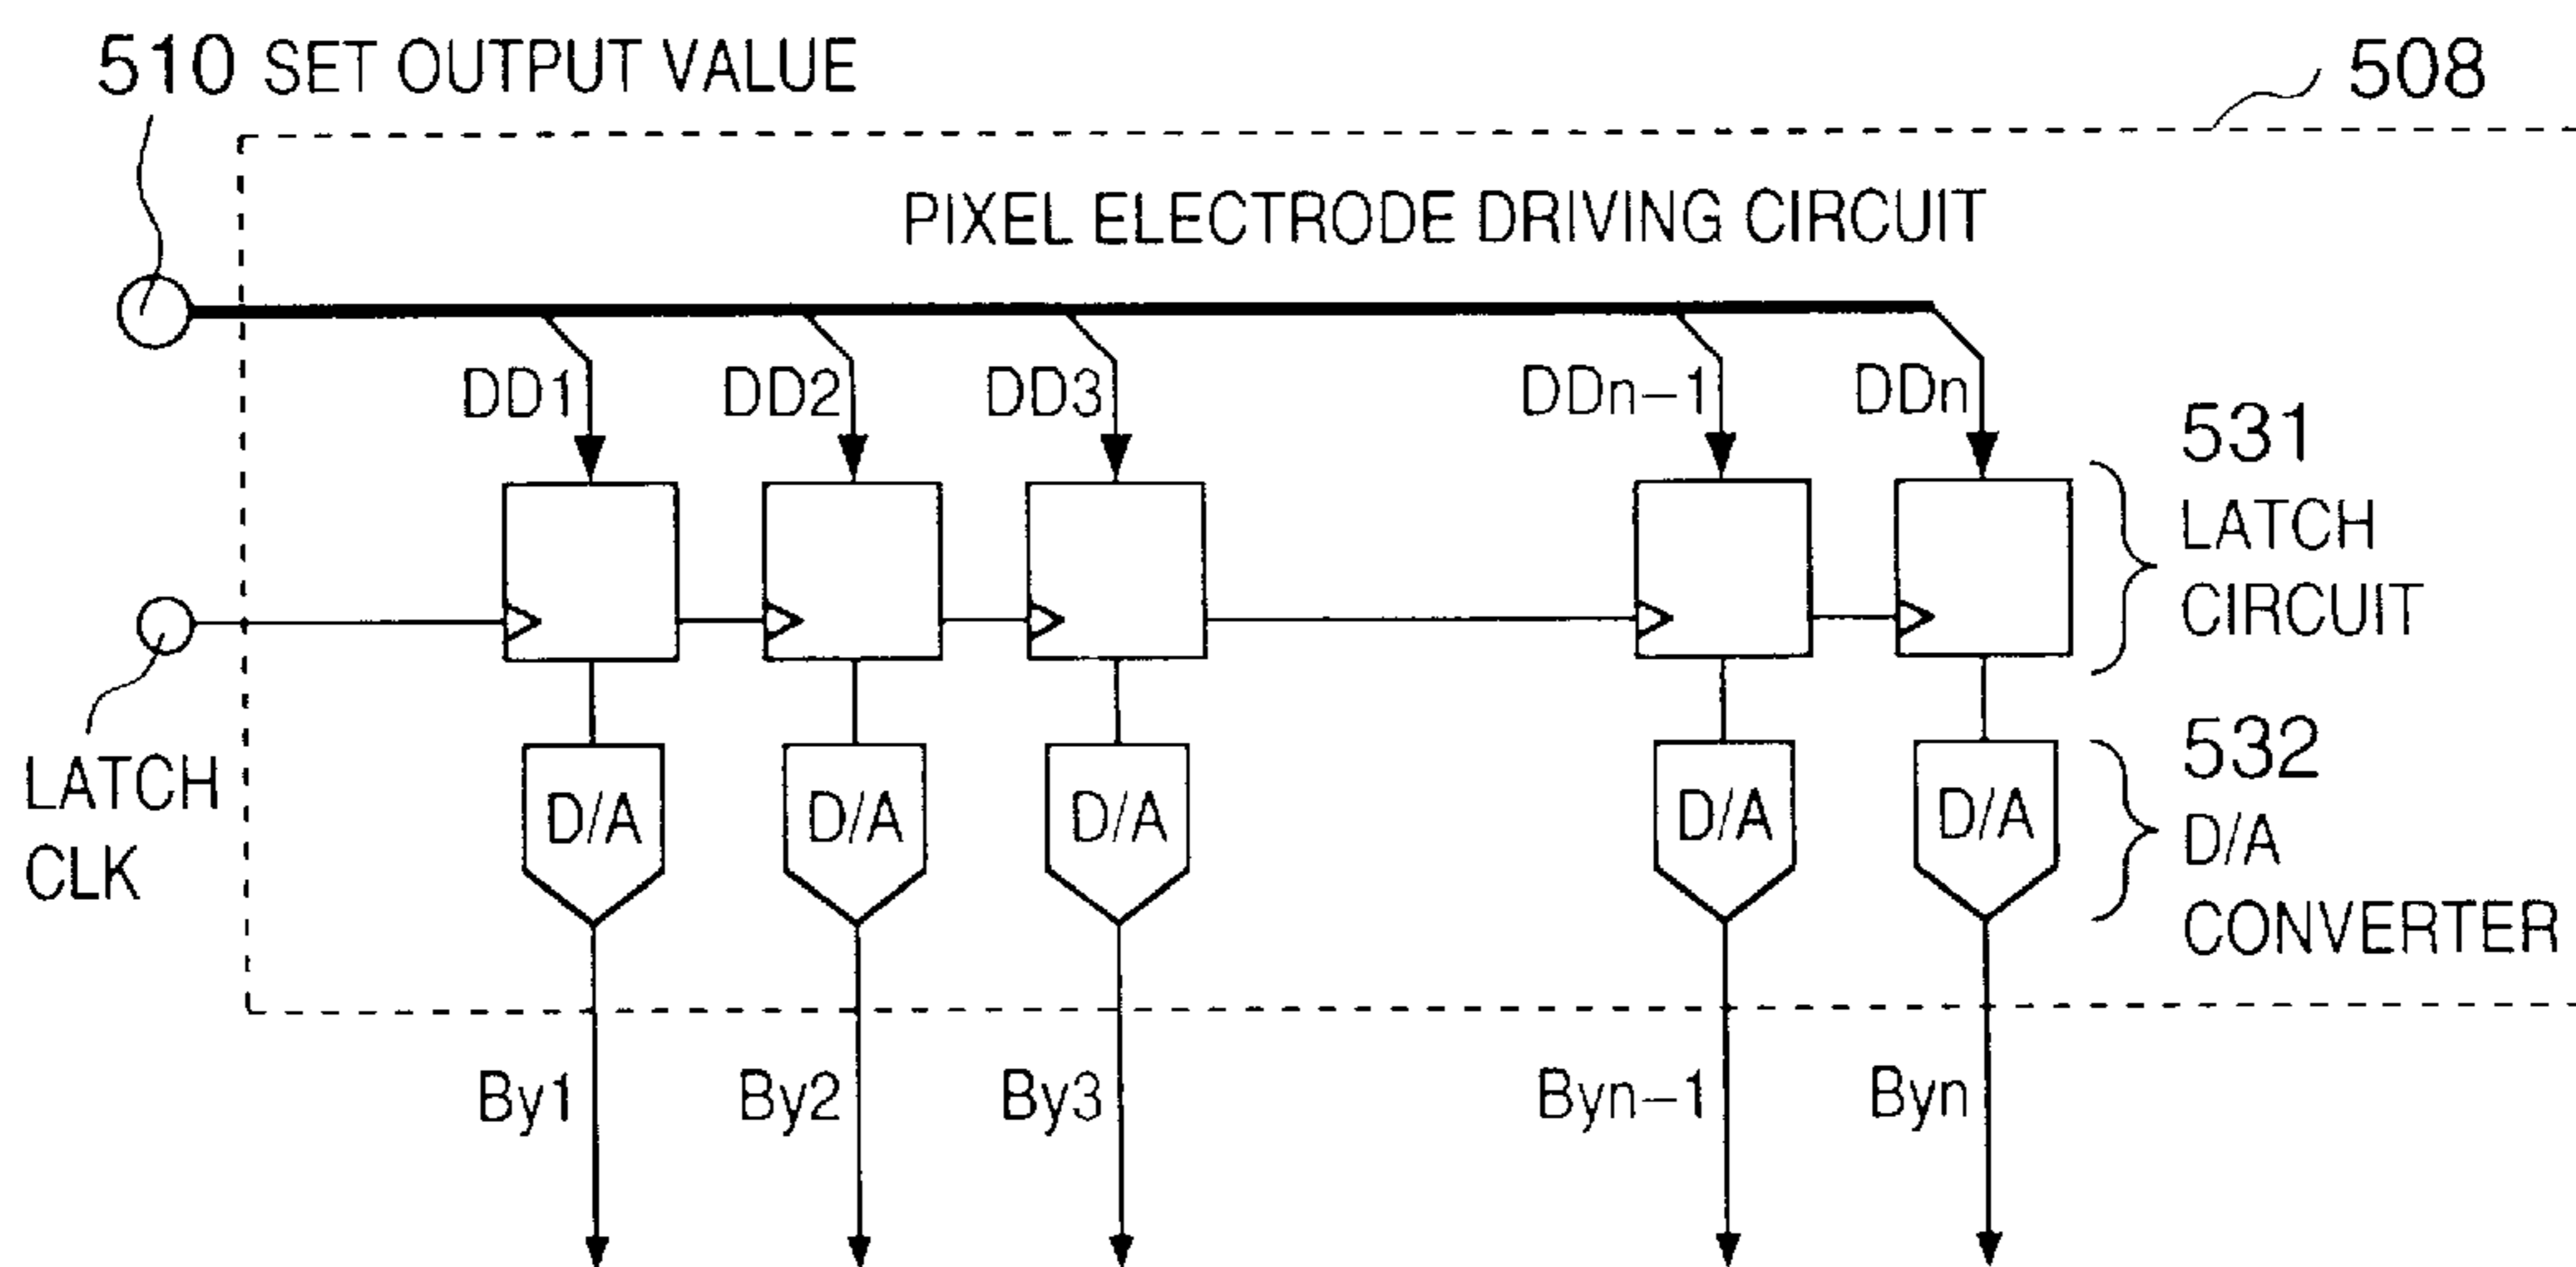 510 SET OUTPUT VALUE
508
PIXEL ELECTRODE DRIVING CIRCUIT
DD1 DD2 DD3 DDn-1 DDn
531
LATCH
CIRCUIT
LATCH
CLK
D/A D/A D/A D/A D/A
532
D/A
CONVERTER
By1 By2 By3 Byn-1 Byn